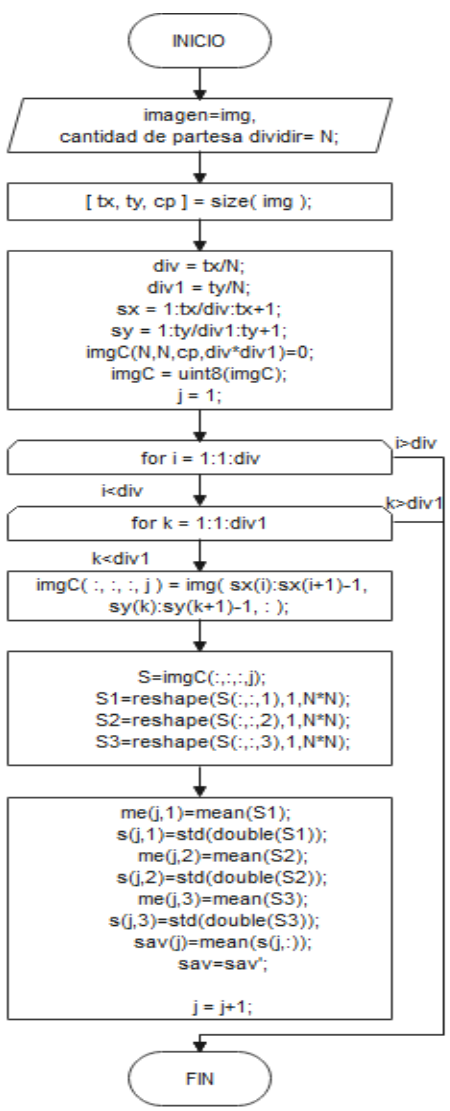 INICIO
imagen=img,
cantidad de partesa dividir= N;
[ tx, ty, cp ] = size( img );
div = tx/N;
div1 = ty/N;
sx = 1:tx/div:tx+1;
sy = 1:ty/div1:ty+1;
imgC(N,N,cp,div*div1)=0;
imgC = uint8(imgC);
j = 1;
i>div
for i = 1:1:div
i<div
k>div1
for k = 1:1:div1
k<div1
imgC( :, :, :, j ) = img( sx(i):sx(i+1)-1,
sy(k):sy(k+1)-1, : );
S=imgC(:,:,:,j);
S1=reshape(S(:,:,1),1,N*N);
S2=reshape(S(:,:,2),1,N*N);
S3=reshape(S(:,:,3),1,N*N);
me(j,1)=mean(S1);
s(j,1)=std(double(S1));
me(j,2)=mean(S2);
s(j,2)=std(double(S2));
me(j,3)=mean(S3);
s(j,3)=std(double(S3));
sav(j)=mean(s(j,:));
sav=sav';
j = j+1;
FIN